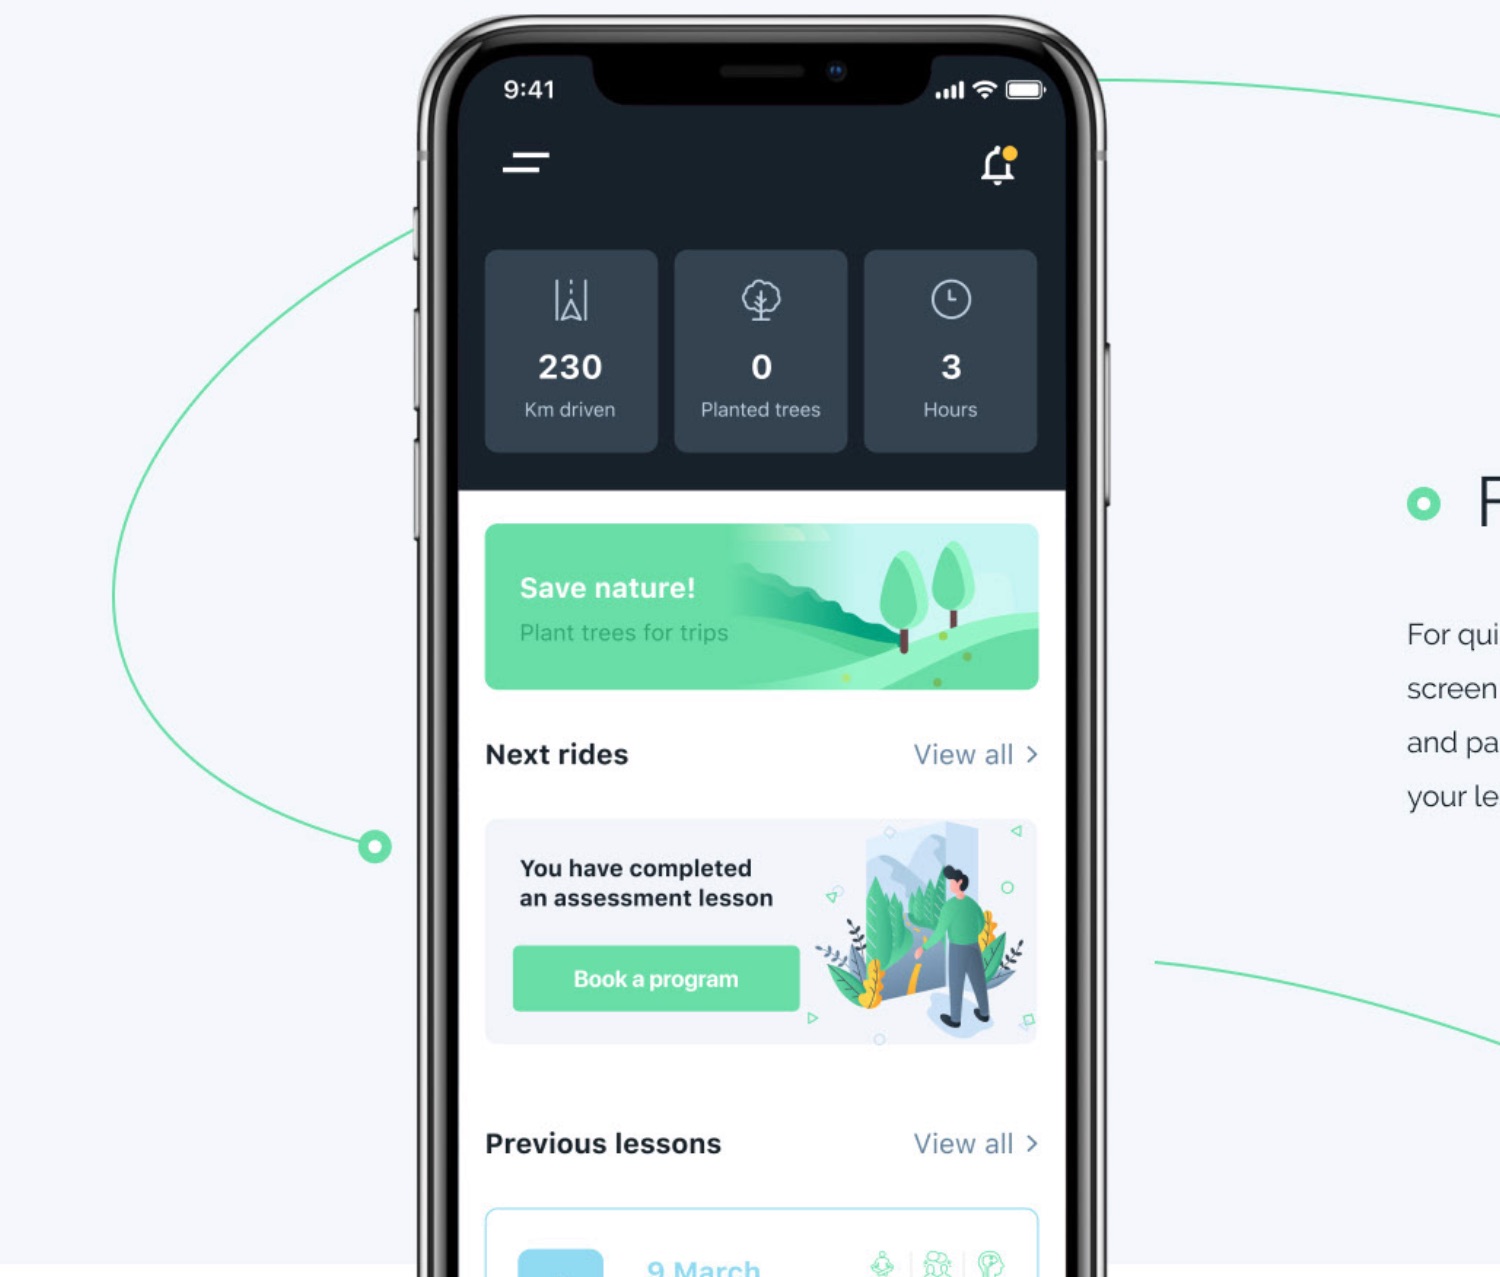 9:41
230
Km driven
0
Planted trees
3
Hours
Save nature!
Plant trees for trips
Next rides
View all >
You have completed
an assessment lesson
Book a program
Previous lessons
View all >
9 March
F
For qui
screen
and pa
your le